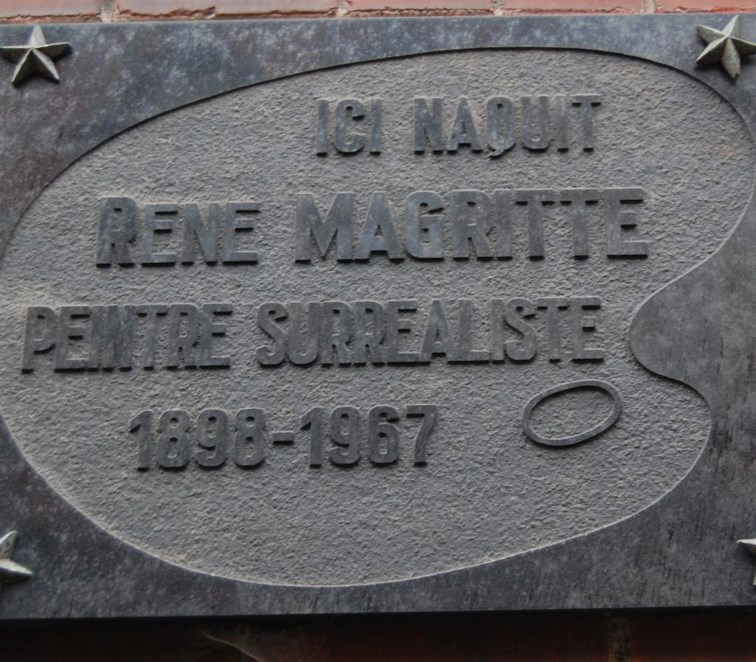 ICI NAQUIT
RENE MAGRITTE
PEINTRE SURREALISTE
1898-1967